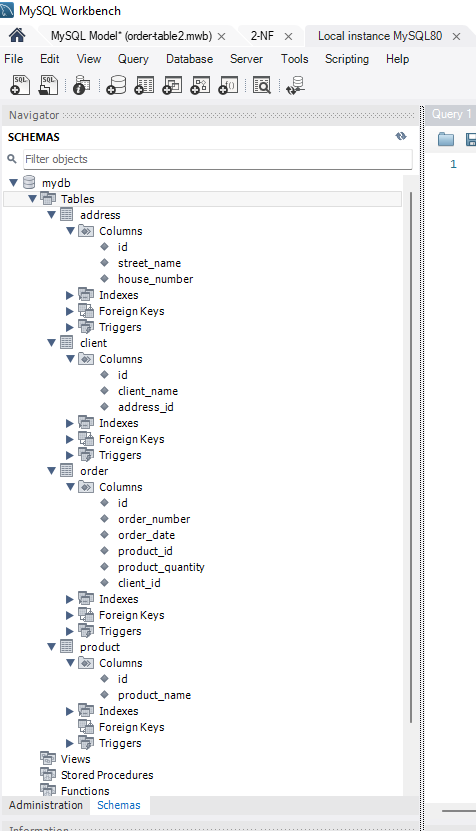 MySQL Workbench
MySQL Model* (order-table2.mwb) × 2-NF × Local instance MySQL80 ×
File Edit View Query Database Server Tools Scripting Help
Navigator
Query 1
SCHEMAS
Filter objects
1
mydb
Tables
address
Columns
id
street_name
house_number
Indexes
Foreign Keys
Triggers
client
Columns
id
client_name
address_id
Indexes
Foreign Keys
Triggers
order
Columns
id
order_number
order_date
product_id
product_quantity
client_id
Indexes
Foreign Keys
Triggers
product
Columns
id
product_name
Indexes
Foreign Keys
Triggers
Views
Stored Procedures
Functions
Administration Schemas
Information